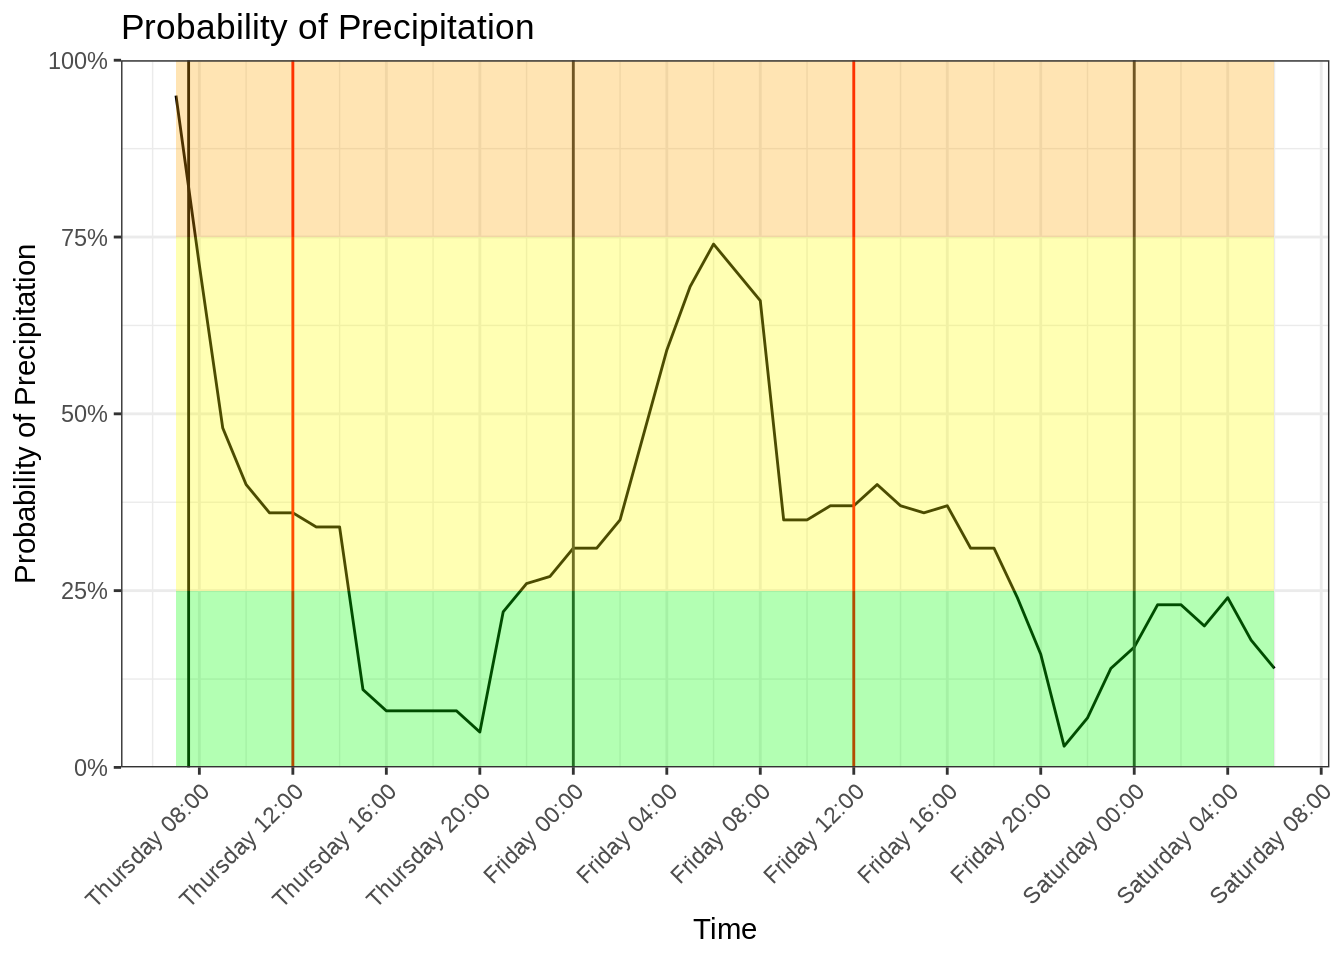 Probability of Precipitation
Probability of Precipitation
100%
75%
50%
25%
0%
Thursday 08:00
Thursday 12:00
Thursday 16:00
Thursday 20:00
Friday 00:00
Friday 04:00
Friday 08:00
Friday 12:00
Friday 16:00
Friday 20:00
Saturday 00:00
Saturday 04:00
Saturday 08:00
Time